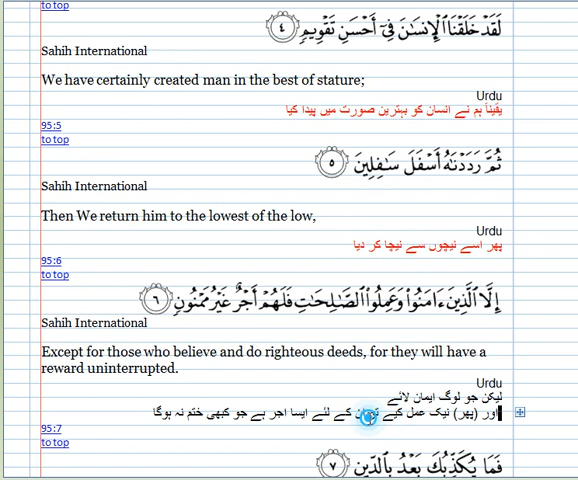 to top
لَقَدْ خَلَقْنَا ٱلْإِنسَـٰنَ فِىٓ أَحْسَنِ تَقْوِيمٍ ٤
Sahih International
We have certainly created man in the best of stature;
Urdu
یقیناً ہم نے انسان کو بہترین صورت میں پیدا کیا
95:5
to top
ثُمَّ رَدَدْنَـٰهُ أَسْفَلَ سَـٰفِلِينَ ٥
Sahih International
Then We return him to the lowest of the low,
Urdu
پھر اسے نیچوں سے نیچا کر دیا
95:6
to top
إِلَّا ٱلَّذِينَ ءَامَنُوا۟ وَعَمِلُوا۟ ٱلصَّـٰلِحَـٰتِ فَلَهُمْ أَجْرٌ غَيْرُ مَمْنُونٍ ٦
Sahih International
Except for those who believe and do righteous deeds, for they will have a
reward uninterrupted.
Urdu
لیکن جو لوگ ایمان لائے
اور (پھر) نیک عمل کیے کے لئے ایسا اجر ہے جو کبھی ختم نہ ہوگا
95:7
to top
فَمَا يُكَذِّبُكَ بَعْدُ بِٱلدِّينِ ٧